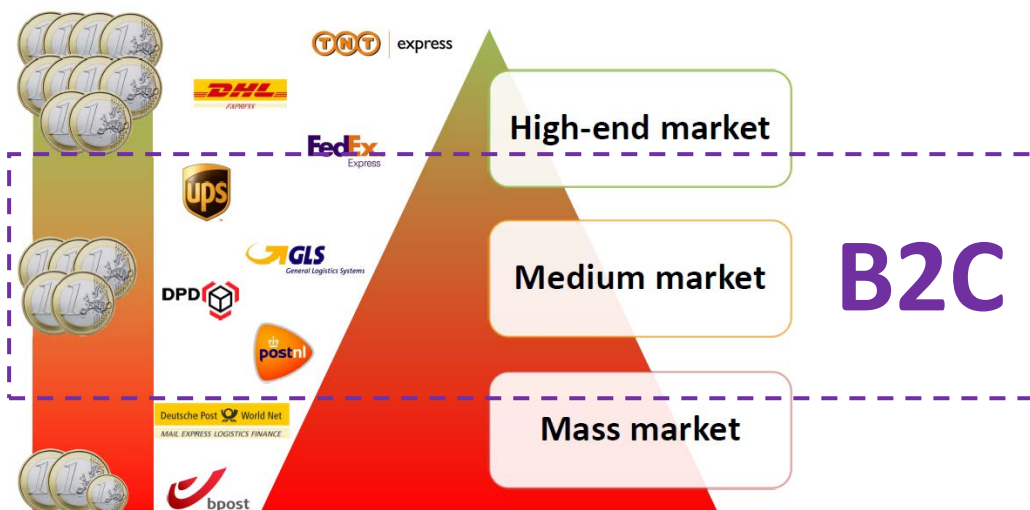 TNT express
DHL
EXPRESS
High-end market
FedEx
Express
ups
GLS
General Logistics Systems
Medium market
B2C
DPD
postnl
Deutsche Post World Net
MAIL EXPRESS LOGISTICS FINANCE
Mass market
bpost